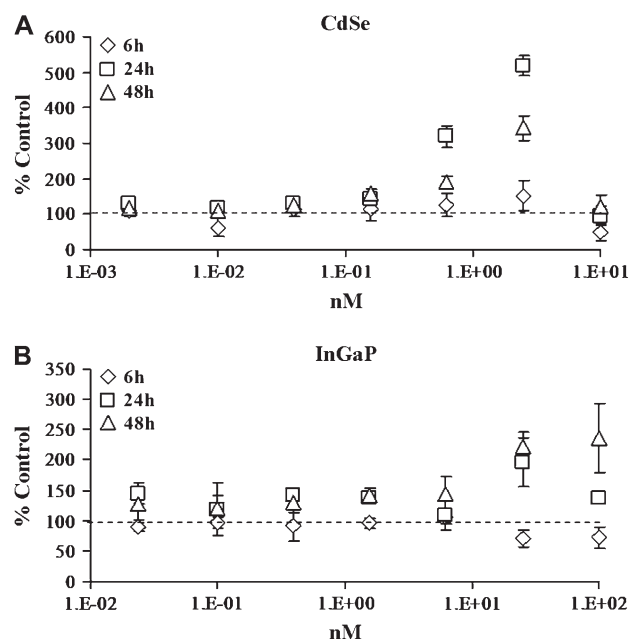 A
CdSe
6h
24h
48h
% Control
600
500
400
300
200
100
0
1.E-03 1.E-02 1.E-01 1.E+00 1.E+01
nM
B
InGaP
6h
24h
48h
% Control
350
300
250
200
150
100
50
0
1.E-02 1.E-01 1.E+00 1.E+01 1.E+02
nM